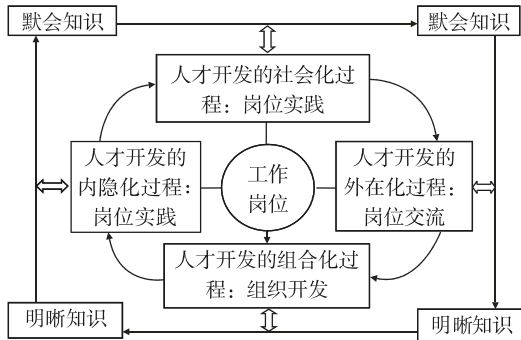 默会知识
默会知识
人才开发的社会化过
程：岗位实践
人才开发的
内隐化过程：
岗位实践
工作
岗位
人才开发的
外在化过程：
岗位交流
人才开发的组合化过
程：组织开发
明晰知识
明晰知识